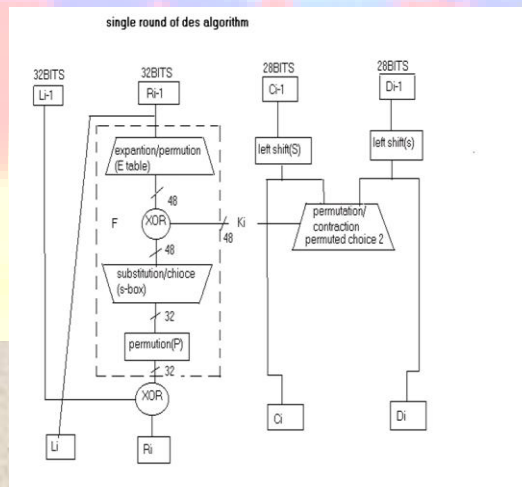 single round of des algorithm
32BITS
32BITS
28BITS
28BITS
Li-1
Ri-1
Ci-1
Di-1
expantion/permution
(E table)
left shift(S)
left shift(s)
48
F
XOR
Ki
48
permutation/
contraction
permuted choice 2
48
substitution/chioce
(s-box)
32
permution(P)
32
XOR
Ci
Di
Li
Ri